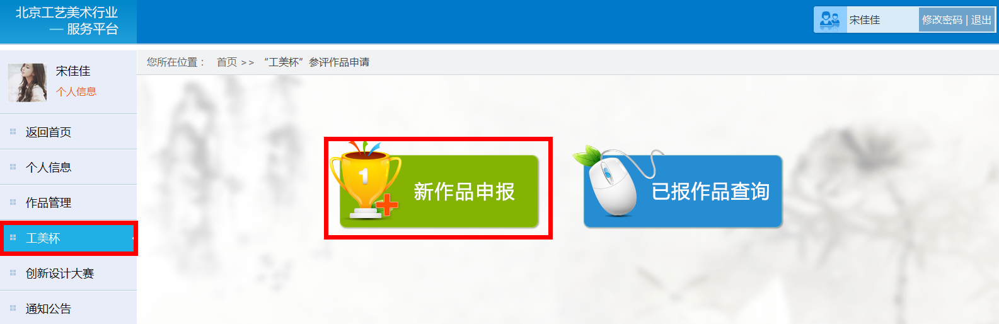 北京工艺美术行业
— 服务平台
宋佳佳
修改密码 | 退出
宋佳佳
个人信息
您所在位置： 首页 >> “工美杯”参评作品申请
返回首页
个人信息
作品管理
工美杯
创新设计大赛
通知公告
1
新作品申报
已报作品查询